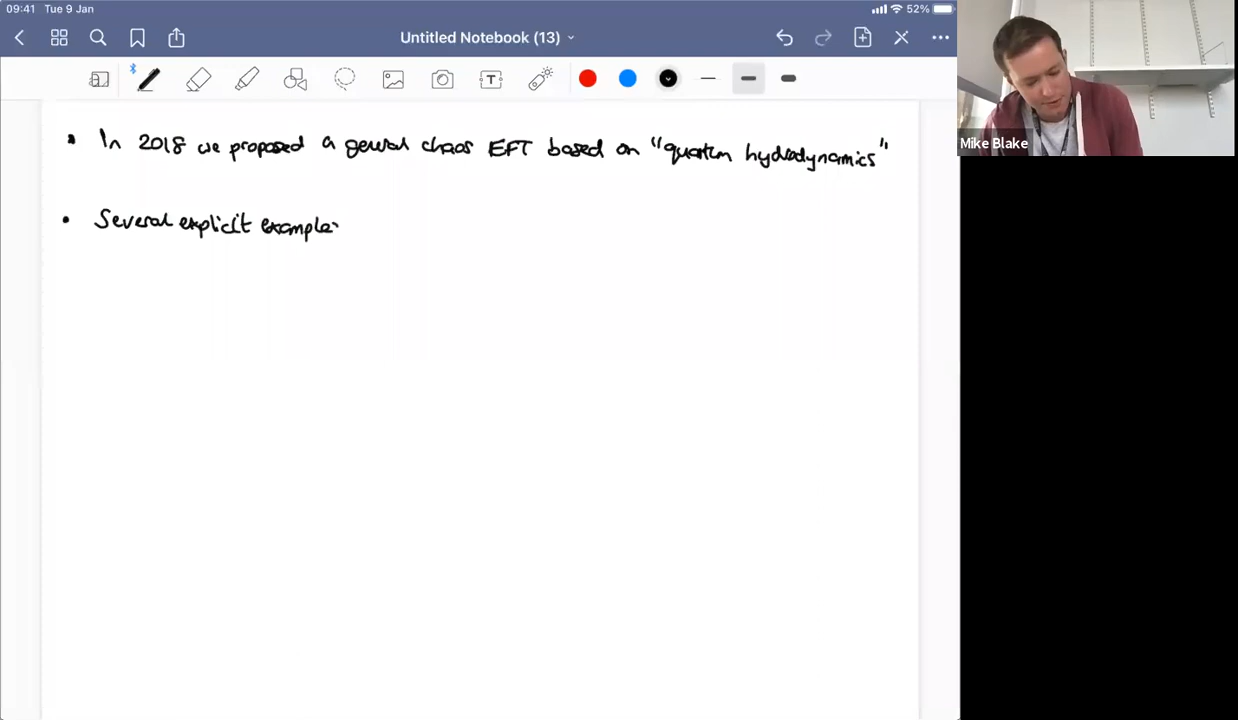 09:41 Tue 9 Jan
52%
Untitled Notebook (13)
Mike Blake
• In 2018 we proposed a general chaos EFT based on "quantum hydrodynamics"
• Several explicit examples